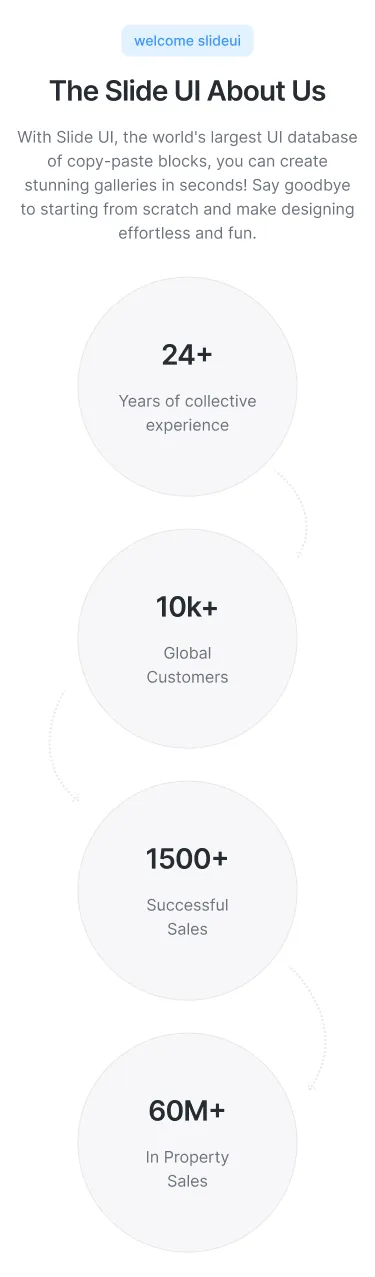 welcome slideui
The Slide UI About Us
With Slide UI, the world's largest UI database
of copy-paste blocks, you can create
stunning galleries in seconds! Say goodbye
to starting from scratch and make designing
effortless and fun.
24+
Years of collective
experience
10k+
Global
Customers
1500+
Successful
Sales
60M+
In Property
Sales